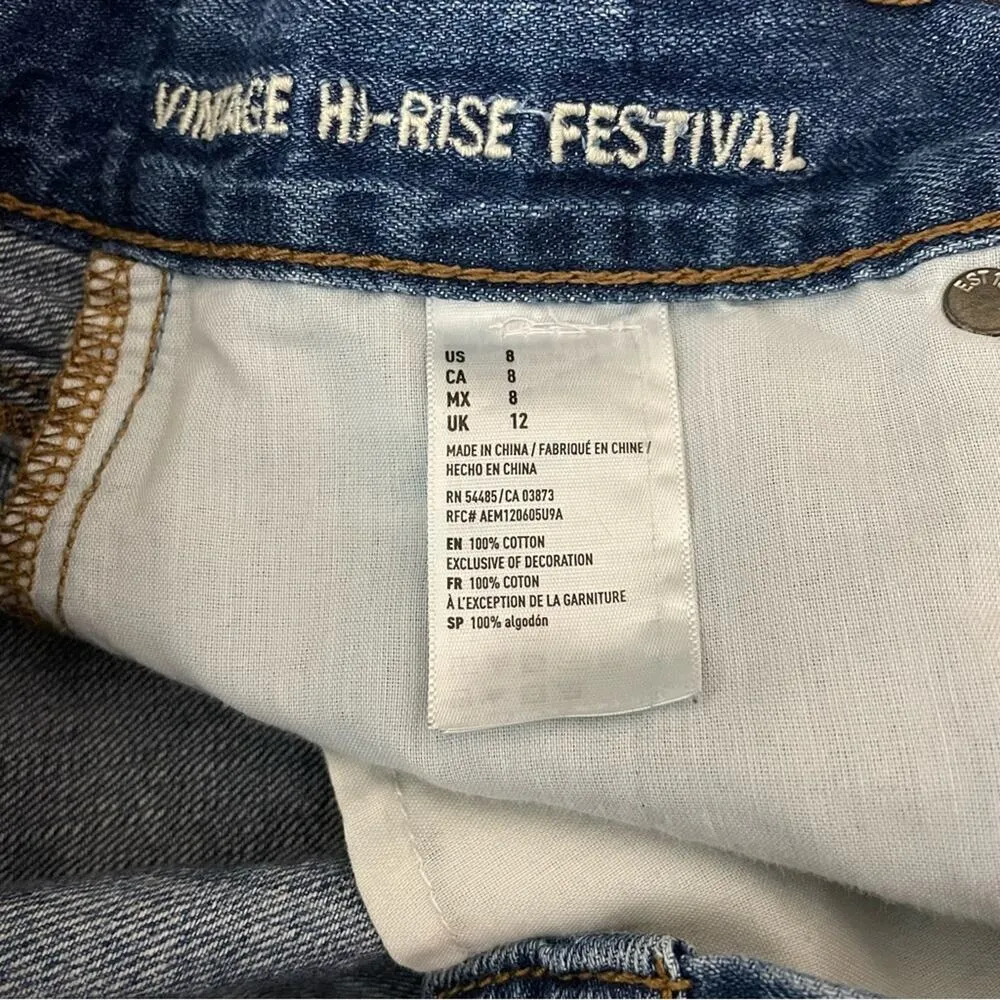 VINTAGE HI-RISE FESTIVAL
EST
US 8
CA 8
MX 8
UK 12
MADE IN CHINA / FABRIQUÉ EN CHINE /
HECHO EN CHINA
RN 54485/CA 03873
RFC# AEM120605U9A
EN 100% COTTON
EXCLUSIVE OF DECORATION
FR 100% COTON
À L'EXCEPTION DE LA GARNITURE
SP 100% algodón